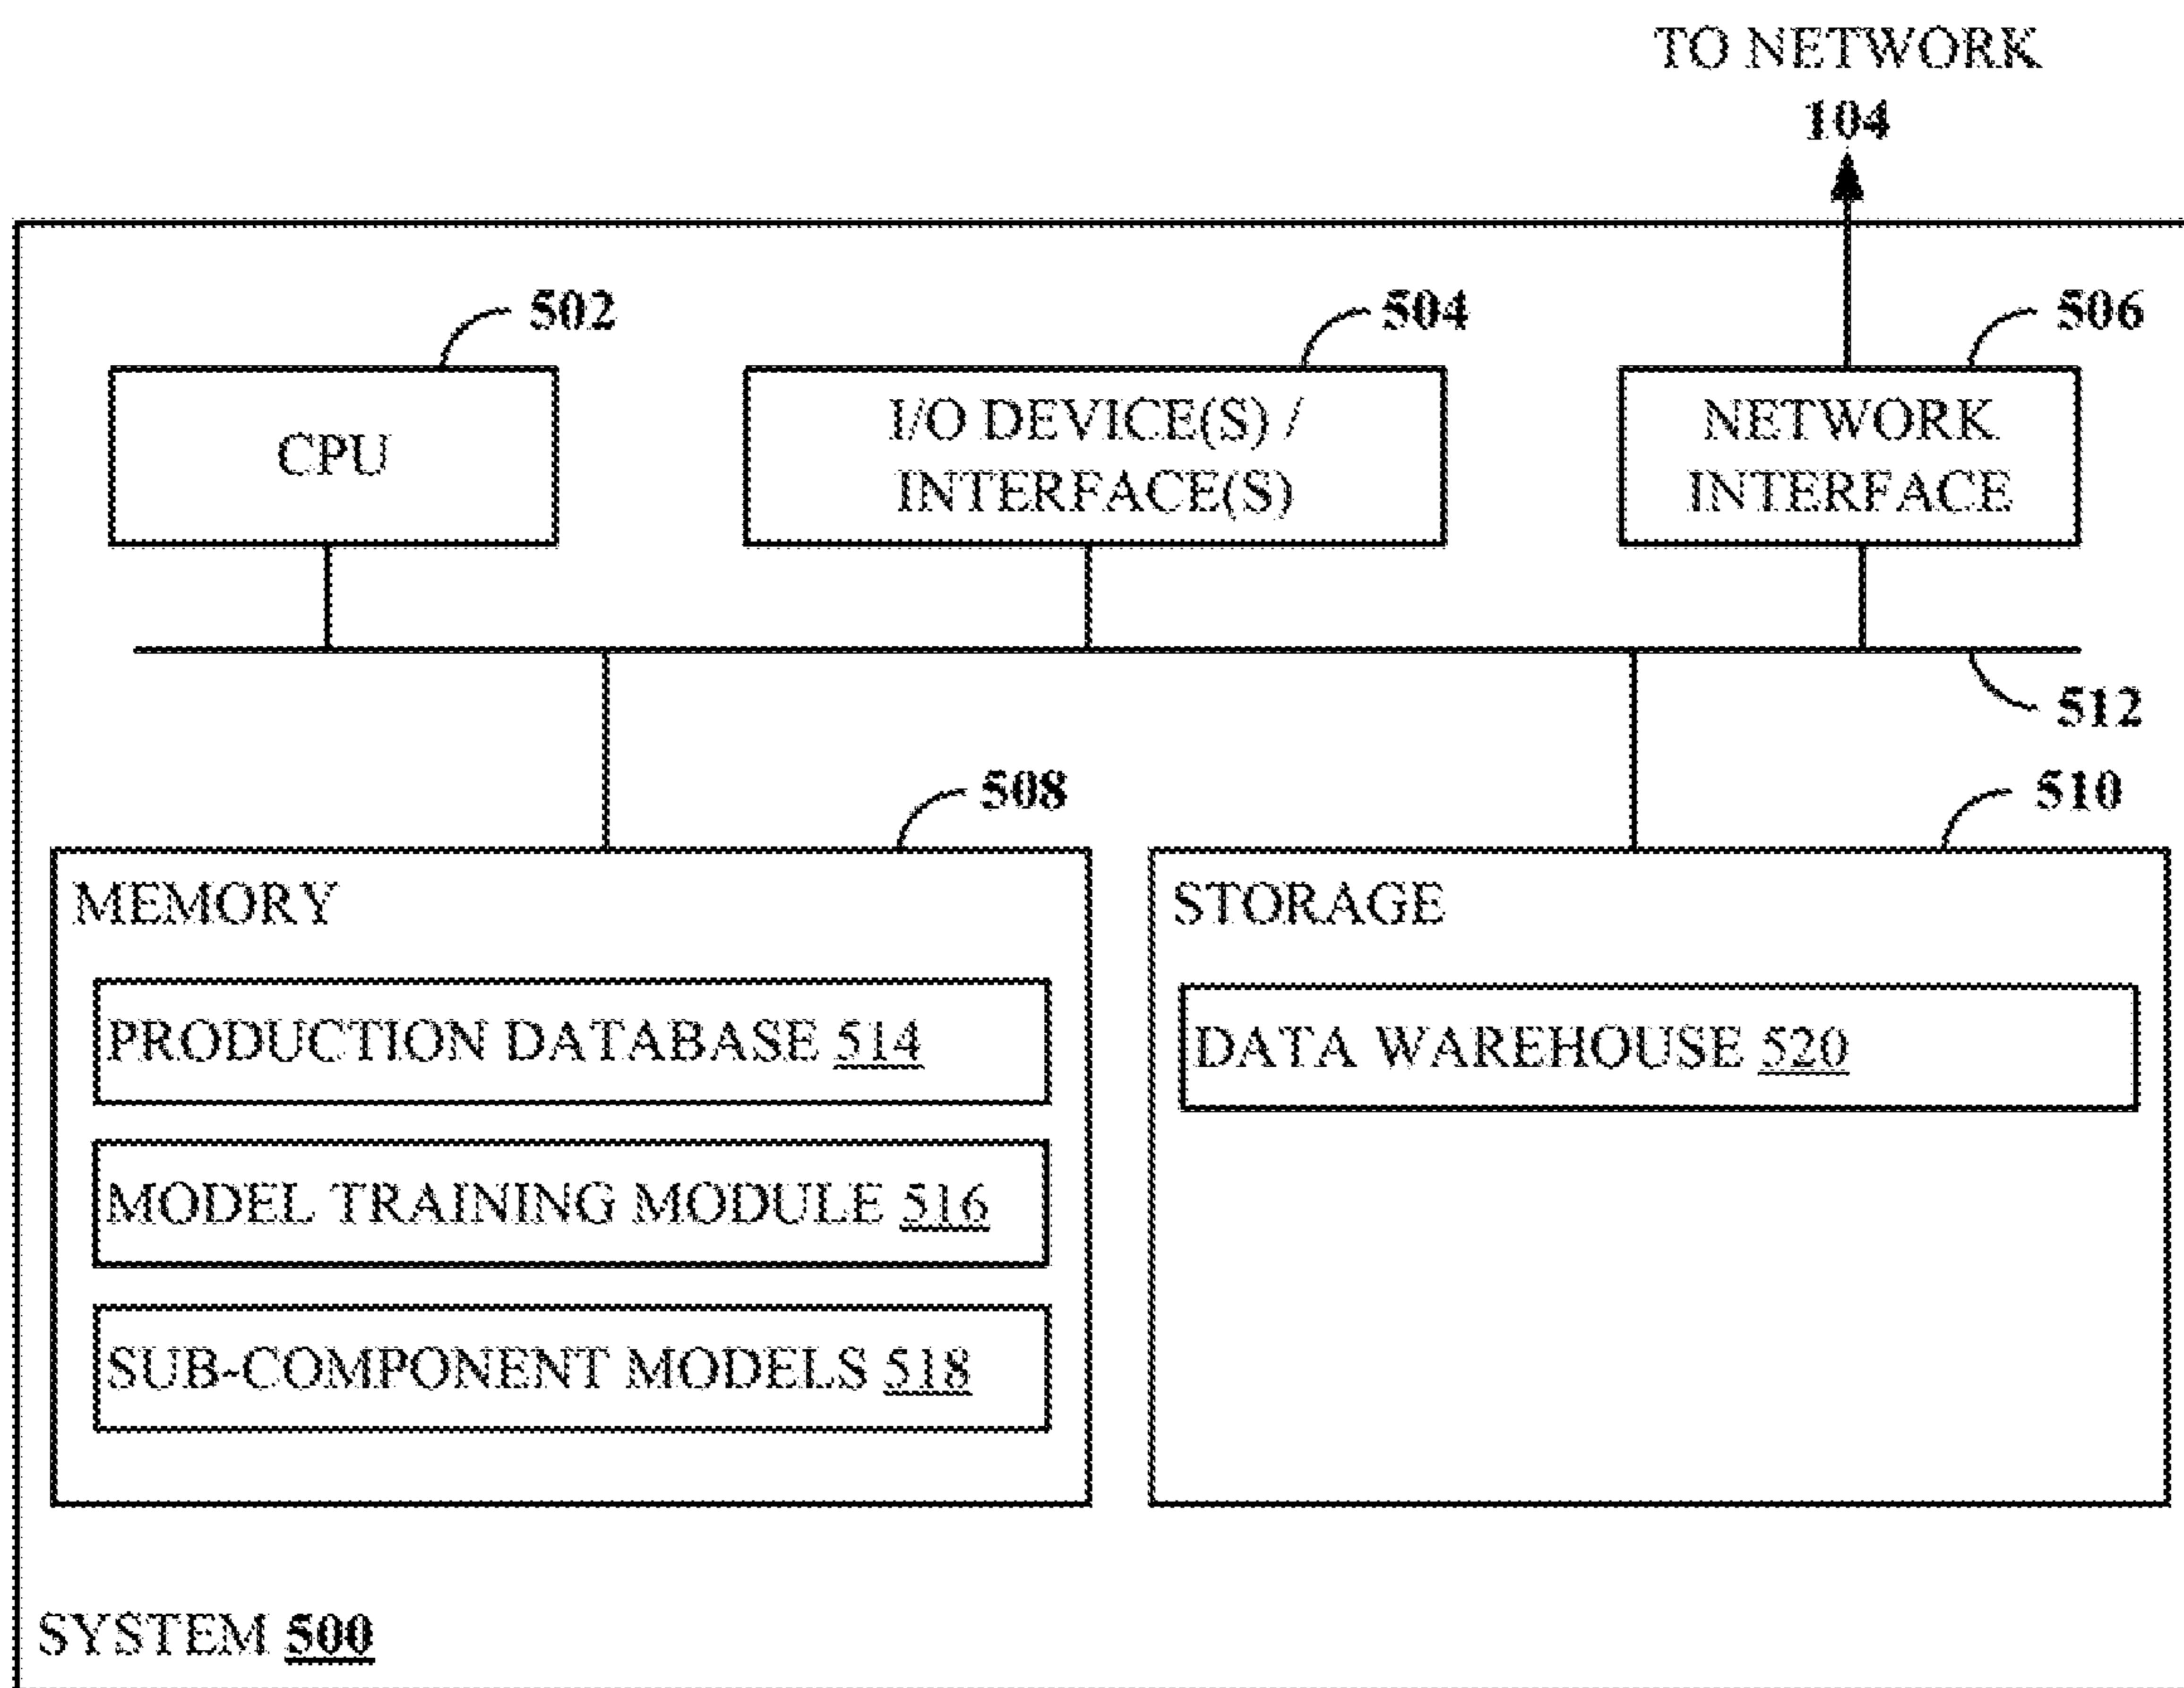 TO NETWORK
104
502
504
506
CPU
I/O DEVICE(S) /
INTERFACE(S)
NETWORK
INTERFACE
512
508
510
MEMORY
PRODUCTION DATABASE 514
MODEL TRAINING MODULE 516
SUB-COMPONENT MODELS 518
STORAGE
DATA WAREHOUSE 520
SYSTEM 500